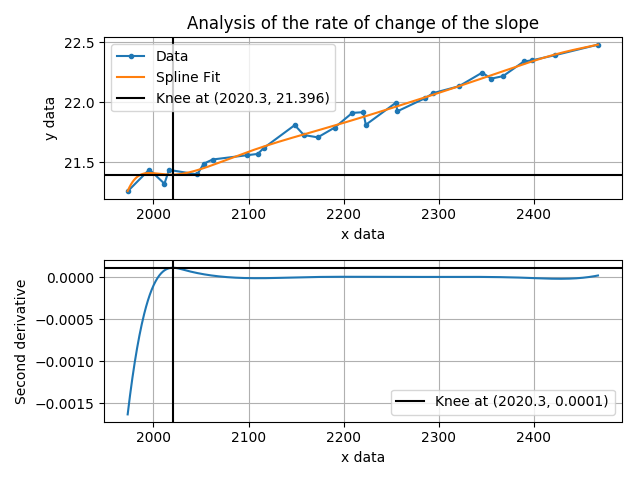 Analysis of the rate of change of the slope
22.5
22.0
21.5
y data
Data
Spline Fit
Knee at (2020.3, 21.396)
2000 2100 2200 2300 2400
x data
0.0000
−0.0005
−0.0010
−0.0015
Second derivative
Knee at (2020.3, 0.0001)
2000 2100 2200 2300 2400
x data